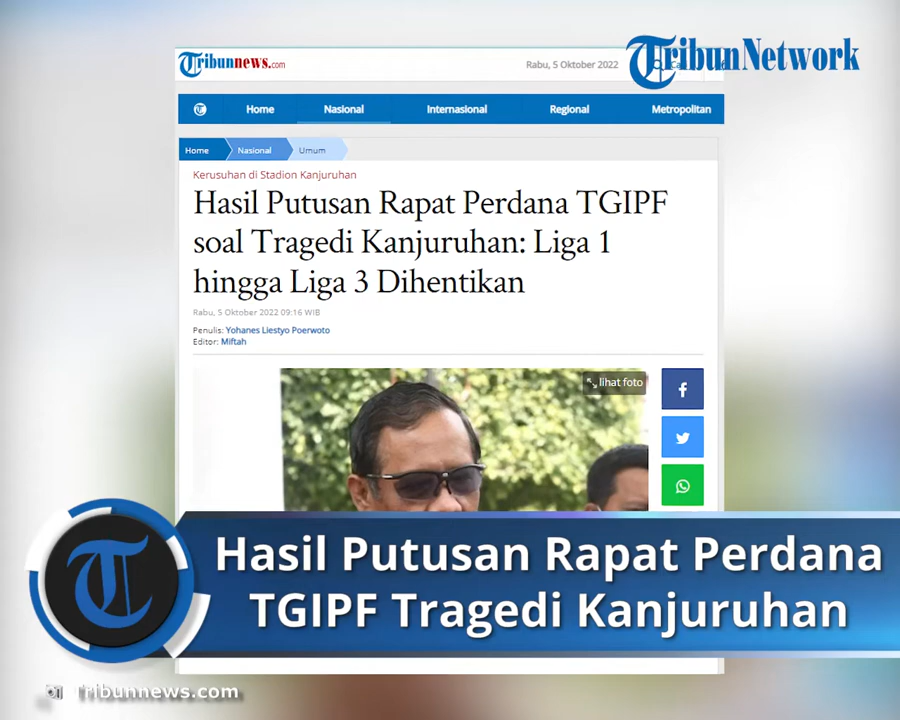 Tribunnews.com
Rabu, 5 Oktober 2022
TribunNetwork
Home
Nasional
Internasional
Regional
Metropolitan
Home
Nasional
Umum
Kerusuhan di Stadion Kanjuruhan
Hasil Putusan Rapat Perdana TGIPF
soal Tragedi Kanjuruhan: Liga 1
hingga Liga 3 Dihentikan
Rabu, 5 Oktober 2022 09:16 WIB
Penulis: Yohanes Liestyo Poerwoto
Editor: Miftah
lihat foto
Hasil Putusan Rapat Perdana
TGIPF Tragedi Kanjuruhan
Tribunnews.com